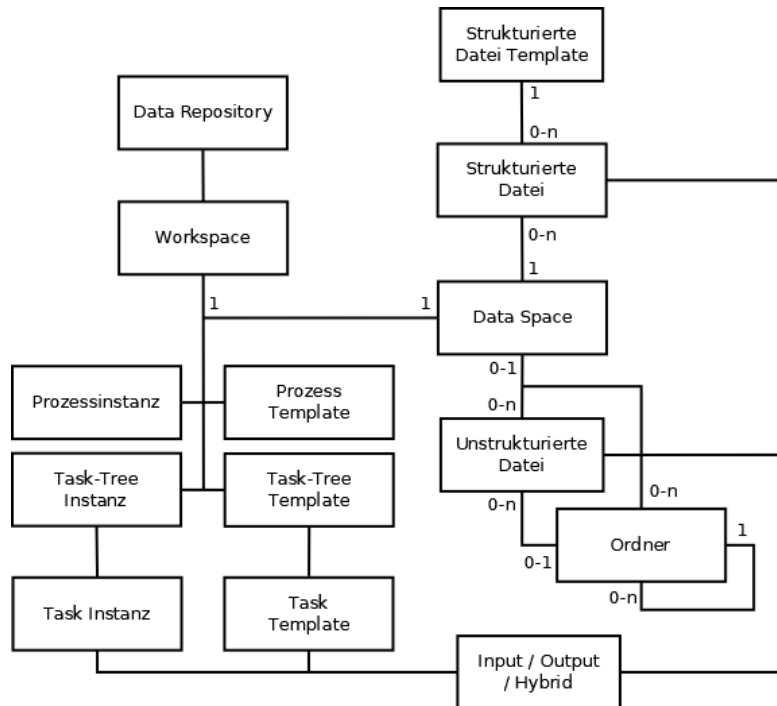 Strukturierte
Datei Template
1
0-n
Data Repository
Strukturierte
Datei
0-n
1
Workspace
1
1
Data Space
0-1
0-n
Prozessinstanz
Prozess
Template
Unstrukturierte
Datei
Task-Tree
Instanz
Task-Tree
Template
0-n
0-n
1
Ordner
0-1
0-n
Task Instanz
Task
Template
Input / Output
/ Hybrid